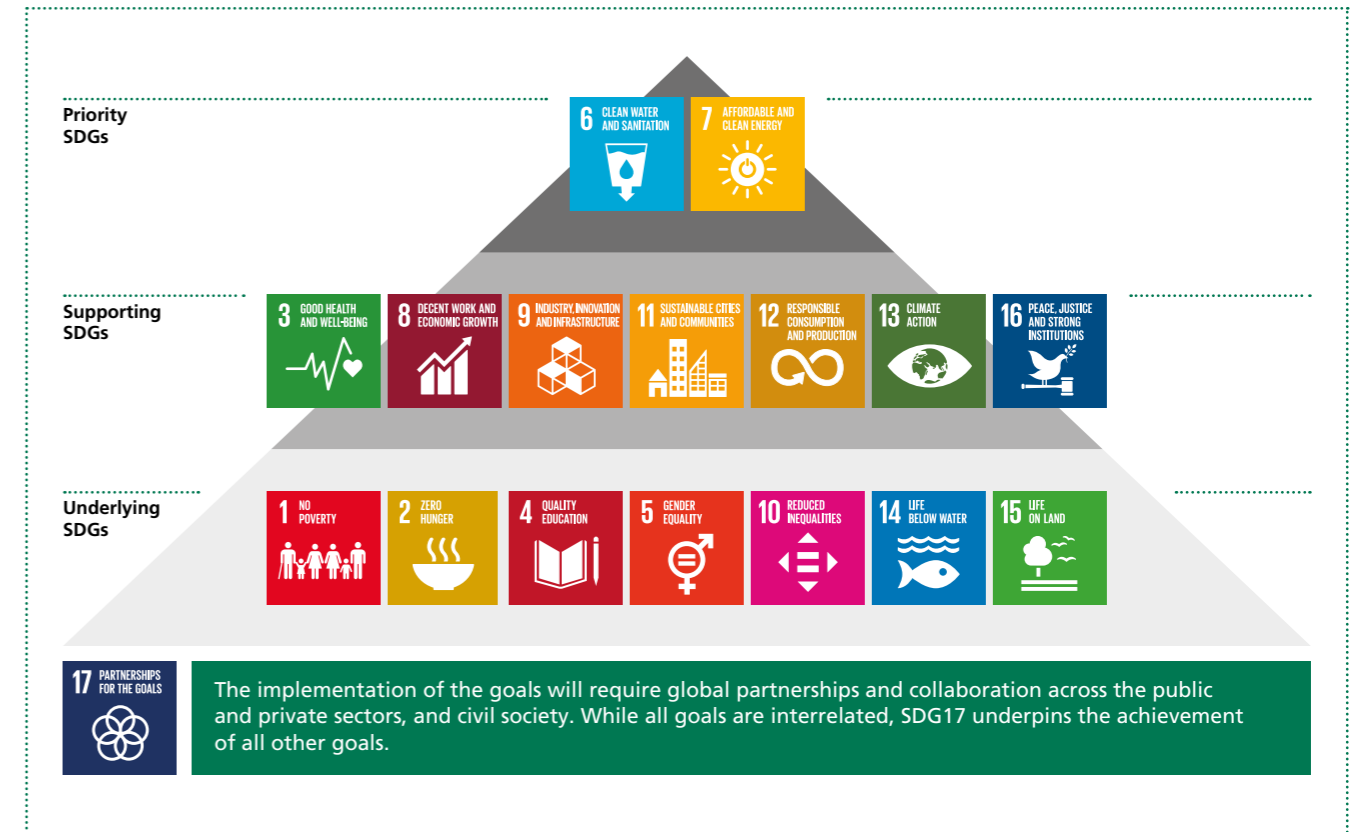 Priority
SDGs
6 CLEAN WATER
AND SANITATION
7 AFFORDABLE AND
CLEAN ENERGY
Supporting
SDGs
3 GOOD HEALTH
AND WELL-BEING
8 DECENT WORK AND
ECONOMIC GROWTH
9 INDUSTRY, INNOVATION
AND INFRASTRUCTURE
11 SUSTAINABLE CITIES
AND COMMUNITIES
12 RESPONSIBLE
CONSUMPTION
AND PRODUCTION
13 CLIMATE
ACTION
16 PEACE, JUSTICE
AND STRONG
INSTITUTIONS
Underlying
SDGs
1 NO
POVERTY
2 ZERO
HUNGER
4 QUALITY
EDUCATION
5 GENDER
EQUALITY
10 REDUCED
INEQUALITIES
14 LIFE
BELOW WATER
15 LIFE
ON LAND
17 PARTNERSHIPS
FOR THE GOALS
The implementation of the goals will require global partnerships and collaboration across the public
and private sectors, and civil society. While all goals are interrelated, SDG17 underpins the achievement
of all other goals.